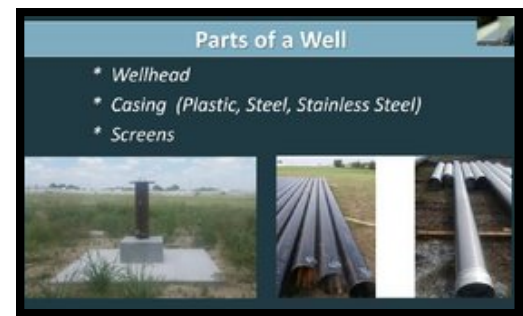 Parts of a Well
* Wellhead
* Casing (Plastic, Steel, Stainless Steel)
* Screens